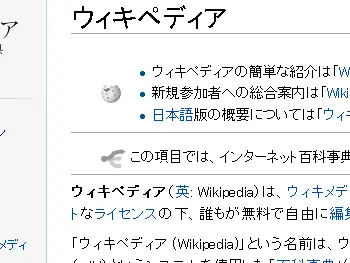 ィア
ウィキペディア
ウィキペディアの簡単な紹介は「W
新規参加者への総合案内は「Wiki
日本語版の概要については「ウィキ
ン
この項目では、インターネット百科事典
ウィキペディア（英: Wikipedia）は、ウィキメデ
トなライセンスの下、誰もが無料で自由に編集
メディ
「ウィキペディア (Wikipedia)」という名前は、ウ